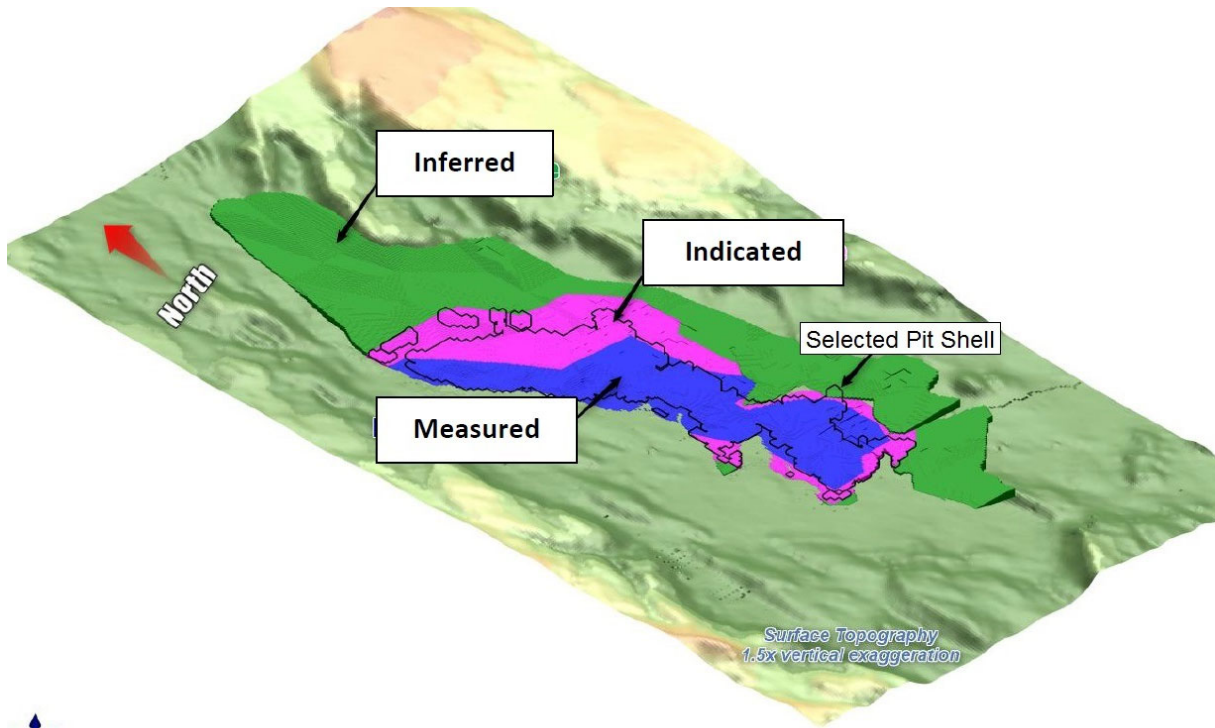 Inferred
Indicated
North
Selected Pit Shell
Measured
Surface Topography
1.5x vertical exaggeration